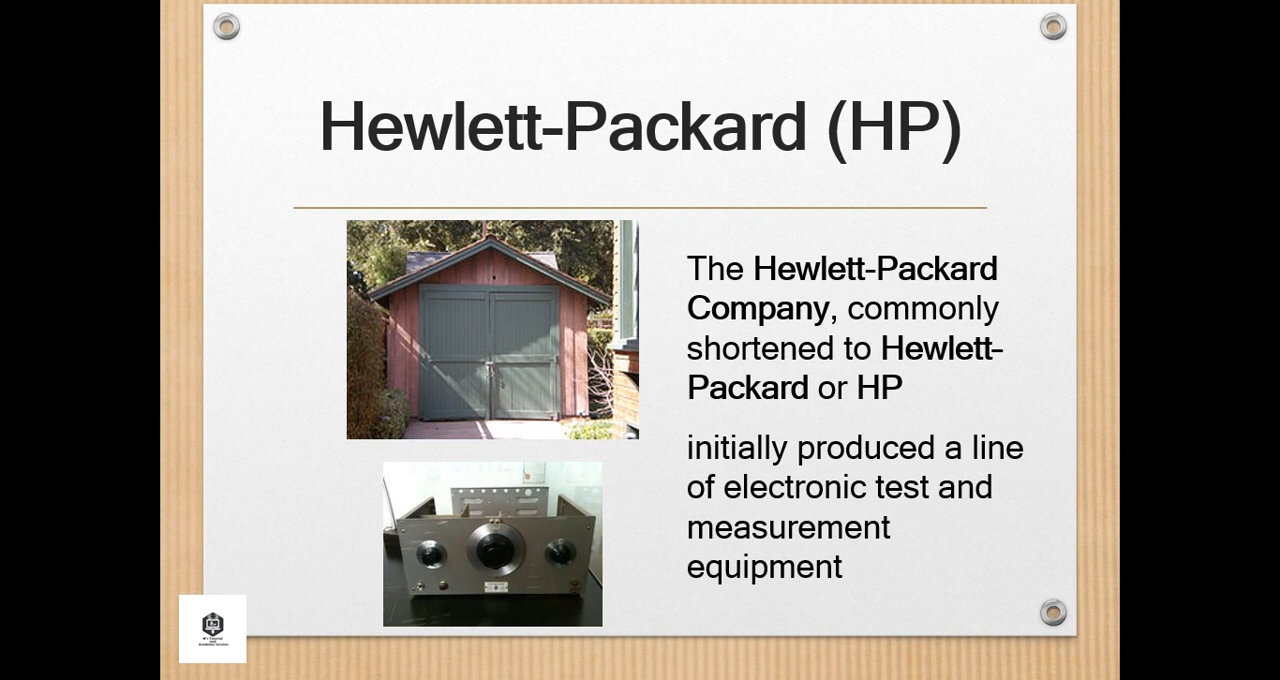 Hewlett-Packard (HP)
The Hewlett-Packard
Company, commonly
shortened to Hewlett-
Packard or HP
initially produced a line
of electronic test and
measurement
equipment